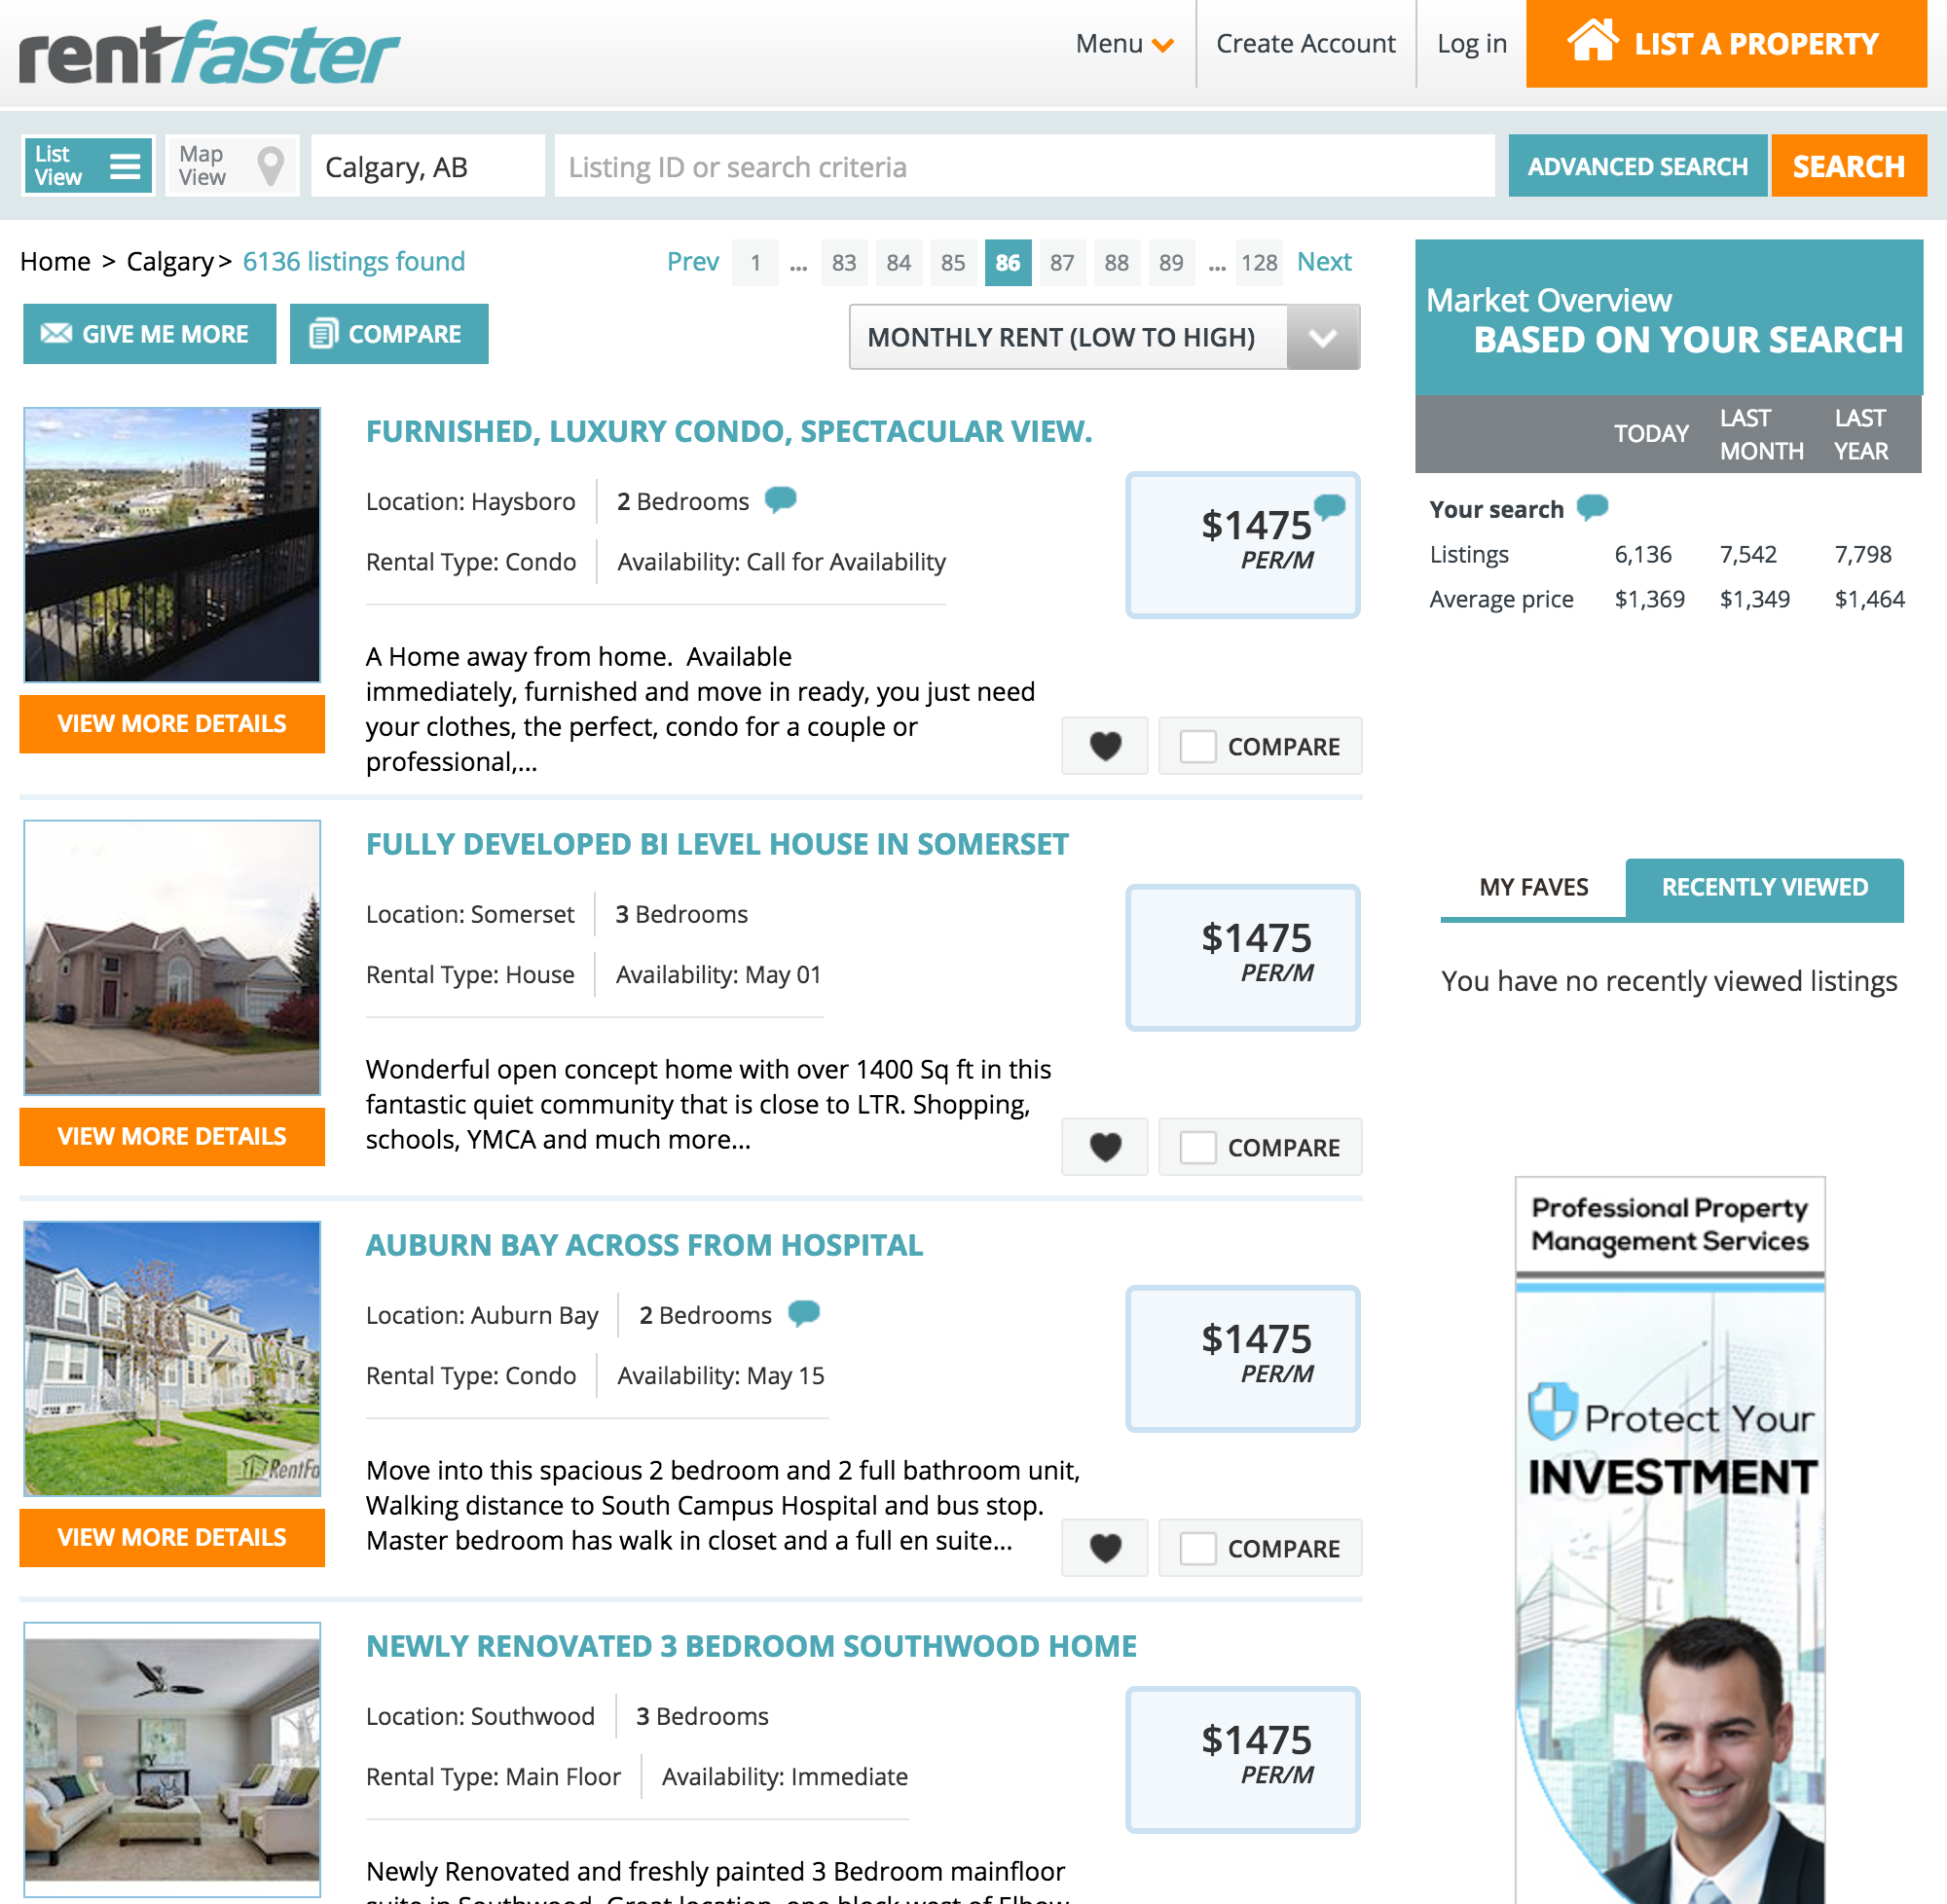 rentfaster
Menu
Create Account
Log in
LIST A PROPERTY
List
View
Map
View
Calgary, AB
Listing ID or search criteria
ADVANCED SEARCH
SEARCH
Home > Calgary > 6136 listings found
Prev 1 ... 83 84 85 86 87 88 89 ... 128 Next
GIVE ME MORE
COMPARE
MONTHLY RENT (LOW TO HIGH)
FURNISHED, LUXURY CONDO, SPECTACULAR VIEW.
Location: Haysboro
2 Bedrooms
Rental Type: Condo
Availability: Call for Availability
$1475
PER/M
A Home away from home.  Available
immediately, furnished and move in ready, you just need
your clothes, the perfect, condo for a couple or
professional,...
VIEW MORE DETAILS
COMPARE
FULLY DEVELOPED BI LEVEL HOUSE IN SOMERSET
Location: Somerset
3 Bedrooms
Rental Type: House
Availability: May 01
$1475
PER/M
Wonderful open concept home with over 1400 Sq ft in this
fantastic quiet community that is close to LTR. Shopping,
schools, YMCA and much more...
VIEW MORE DETAILS
COMPARE
AUBURN BAY ACROSS FROM HOSPITAL
Location: Auburn Bay
2 Bedrooms
Rental Type: Condo
Availability: May 15
$1475
PER/M
RentFa
Move into this spacious 2 bedroom and 2 full bathroom unit,
Walking distance to South Campus Hospital and bus stop.
Master bedroom has walk in closet and a full en suite...
VIEW MORE DETAILS
COMPARE
NEWLY RENOVATED 3 BEDROOM SOUTHWOOD HOME
Location: Southwood
3 Bedrooms
Rental Type: Main Floor
Availability: Immediate
$1475
PER/M
Newly Renovated and freshly painted 3 Bedroom mainfloor
suite in Southwood. Great location, one block west of Elbow
Market Overview
BASED ON YOUR SEARCH
TODAY
LAST
MONTH
LAST
YEAR
Your search
Listings 6,136 7,542 7,798
Average price $1,369 $1,349 $1,464
MY FAVES
RECENTLY VIEWED
You have no recently viewed listings
Professional Property
Management Services
Protect Your
INVESTMENT